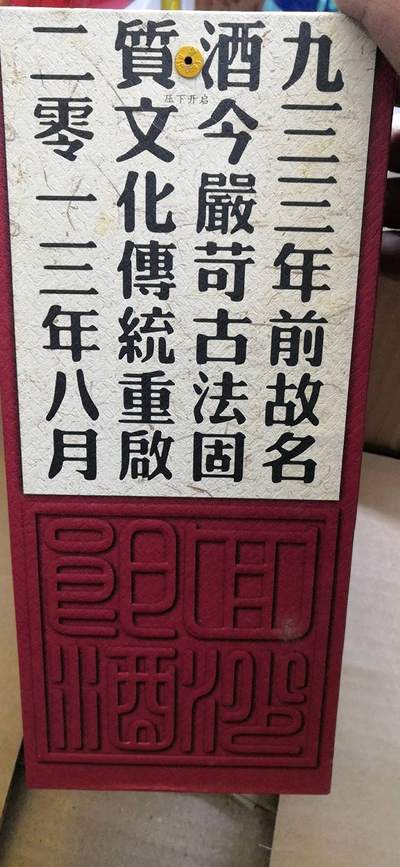 九三三年前故名
酒今嚴苛古法固
質文化傳統重啟
二零一三年八月
压下开启